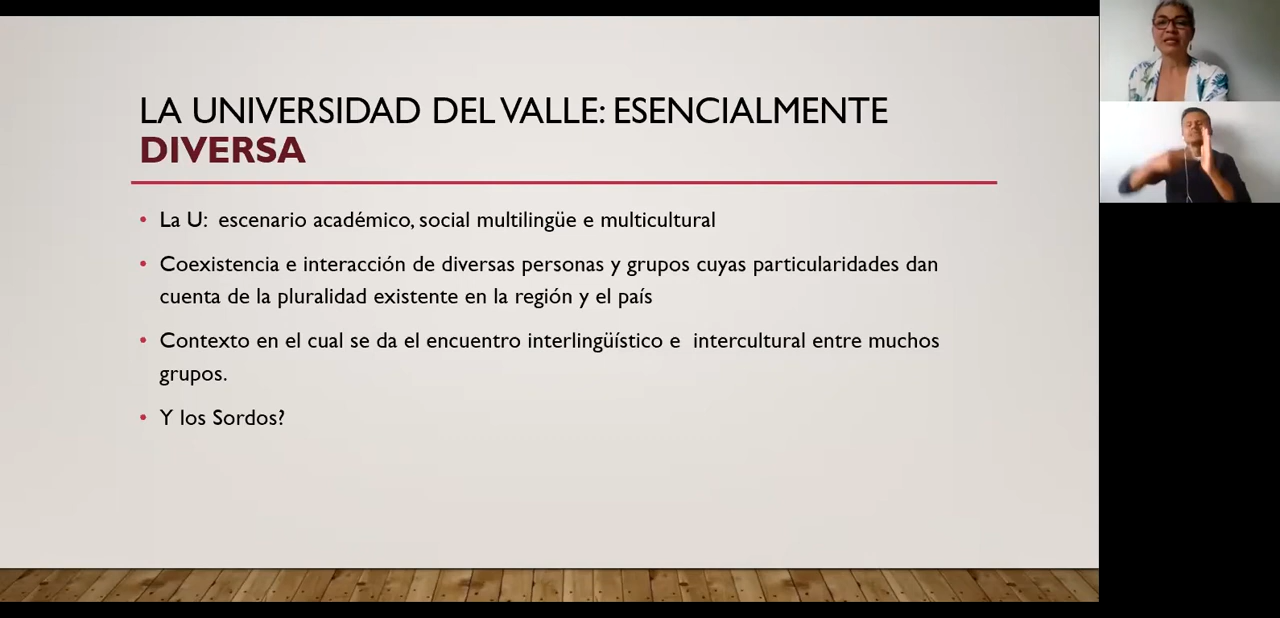 LA UNIVERSIDAD DEL VALLE: ESENCIALMENTE
DIVERSA
• La U:  escenario académico, social multilingüe e multicultural
• Coexistencia e interacción de diversas personas y grupos cuyas particularidades dan
cuenta de la pluralidad existente en la región y el país
• Contexto en el cual se da el encuentro interlingüístico e  intercultural entre muchos
grupos.
• Y los Sordos?